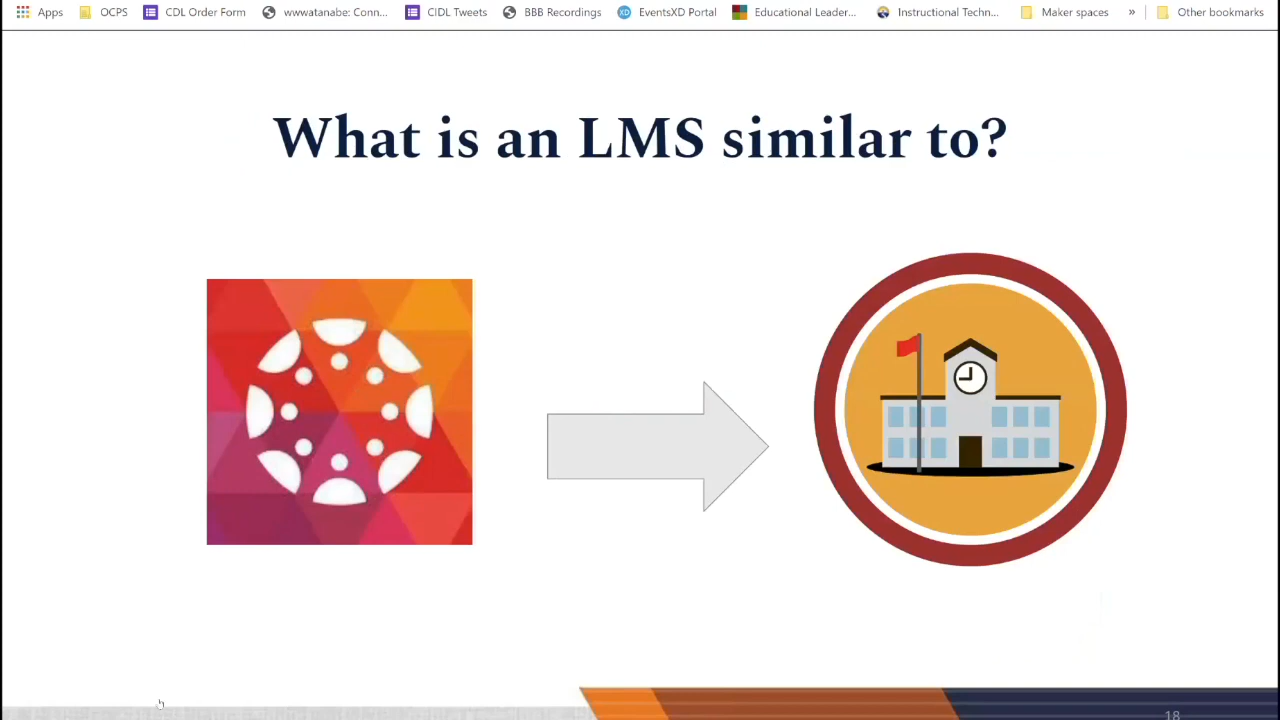 Apps OCPS CDL Order Form wwwatanabe: Conn... CIDL Tweets BBB Recordings XD EventsXD Portal Educational Leader... Instructional Techn... Maker spaces » Other bookmarks
What is an LMS similar to?
18